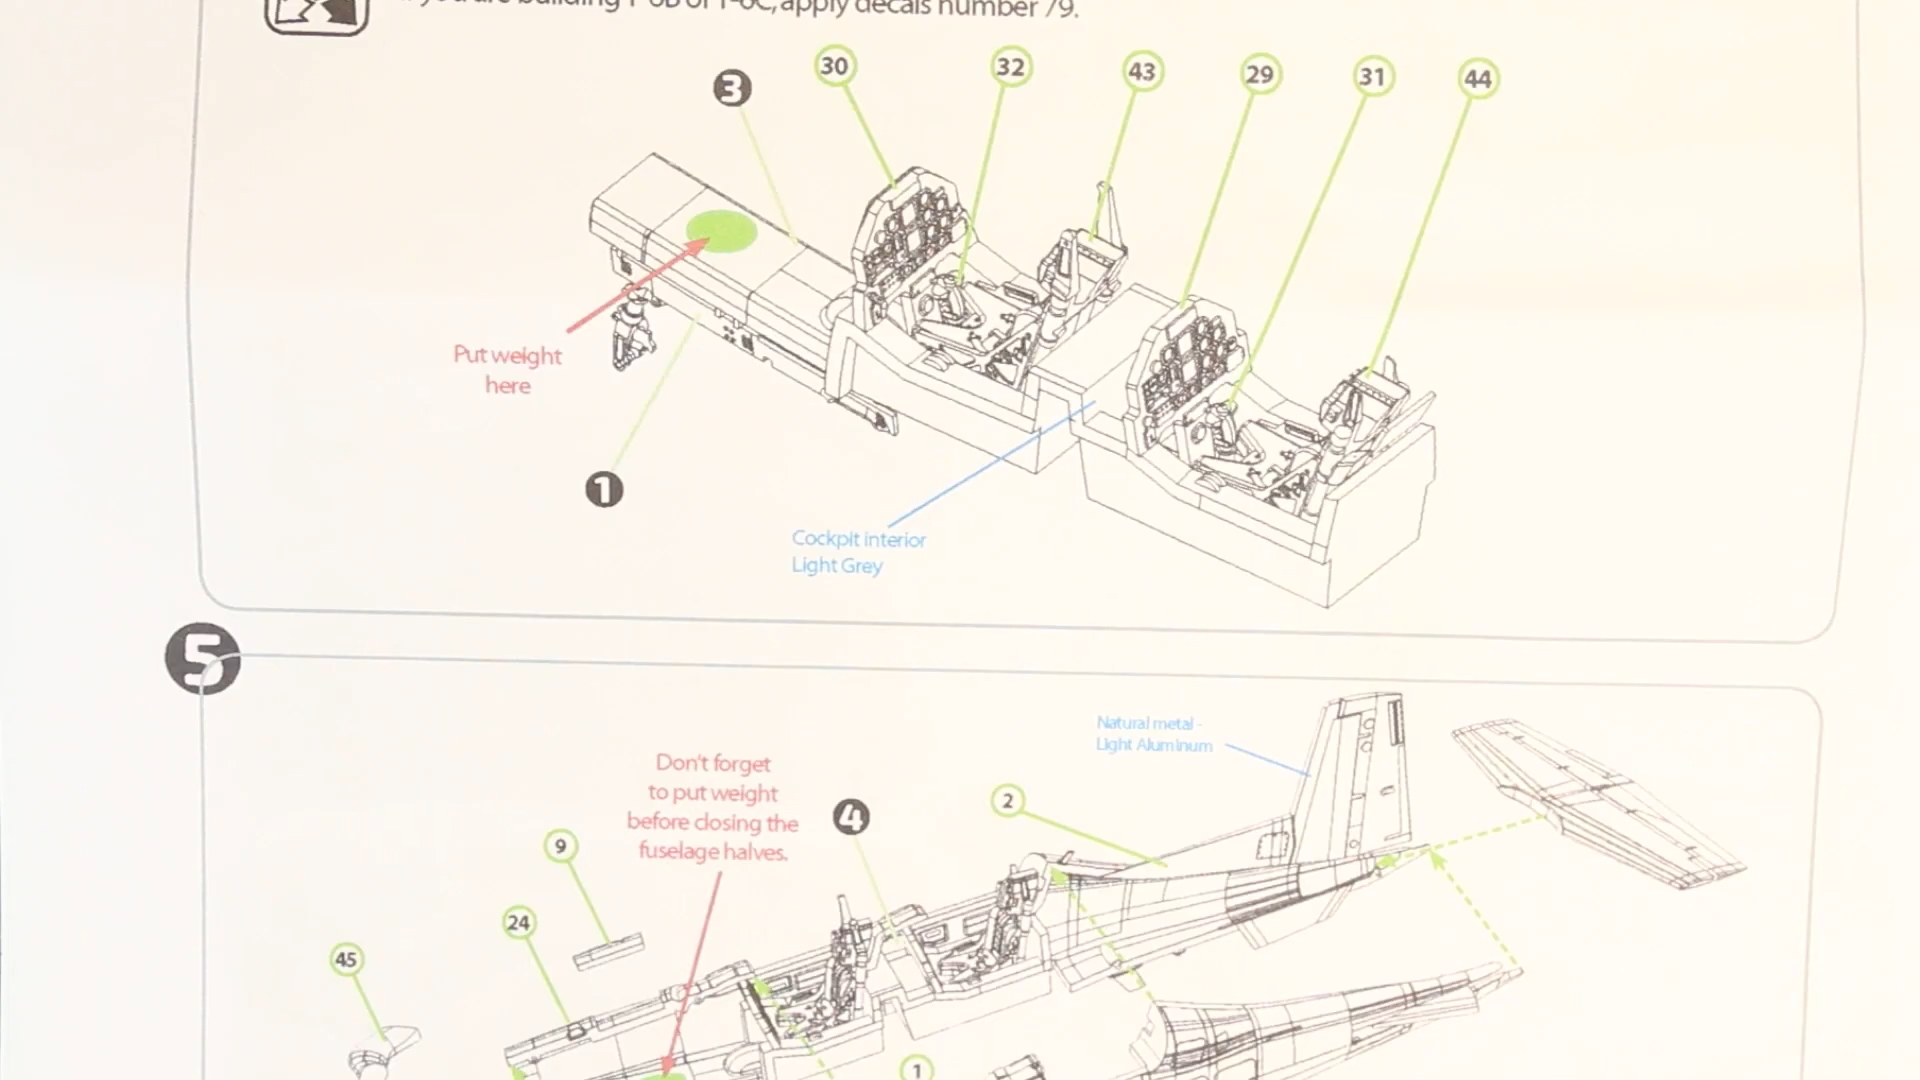 apply decals number 79.
30
32
43
29
31
44
3
Put weight
here
1
Cockpit interior
Light Grey
5
Natural metal -
Light Aluminum
Don't forget
to put weight
before closing the
fuselage halves.
4
2
9
24
45
1